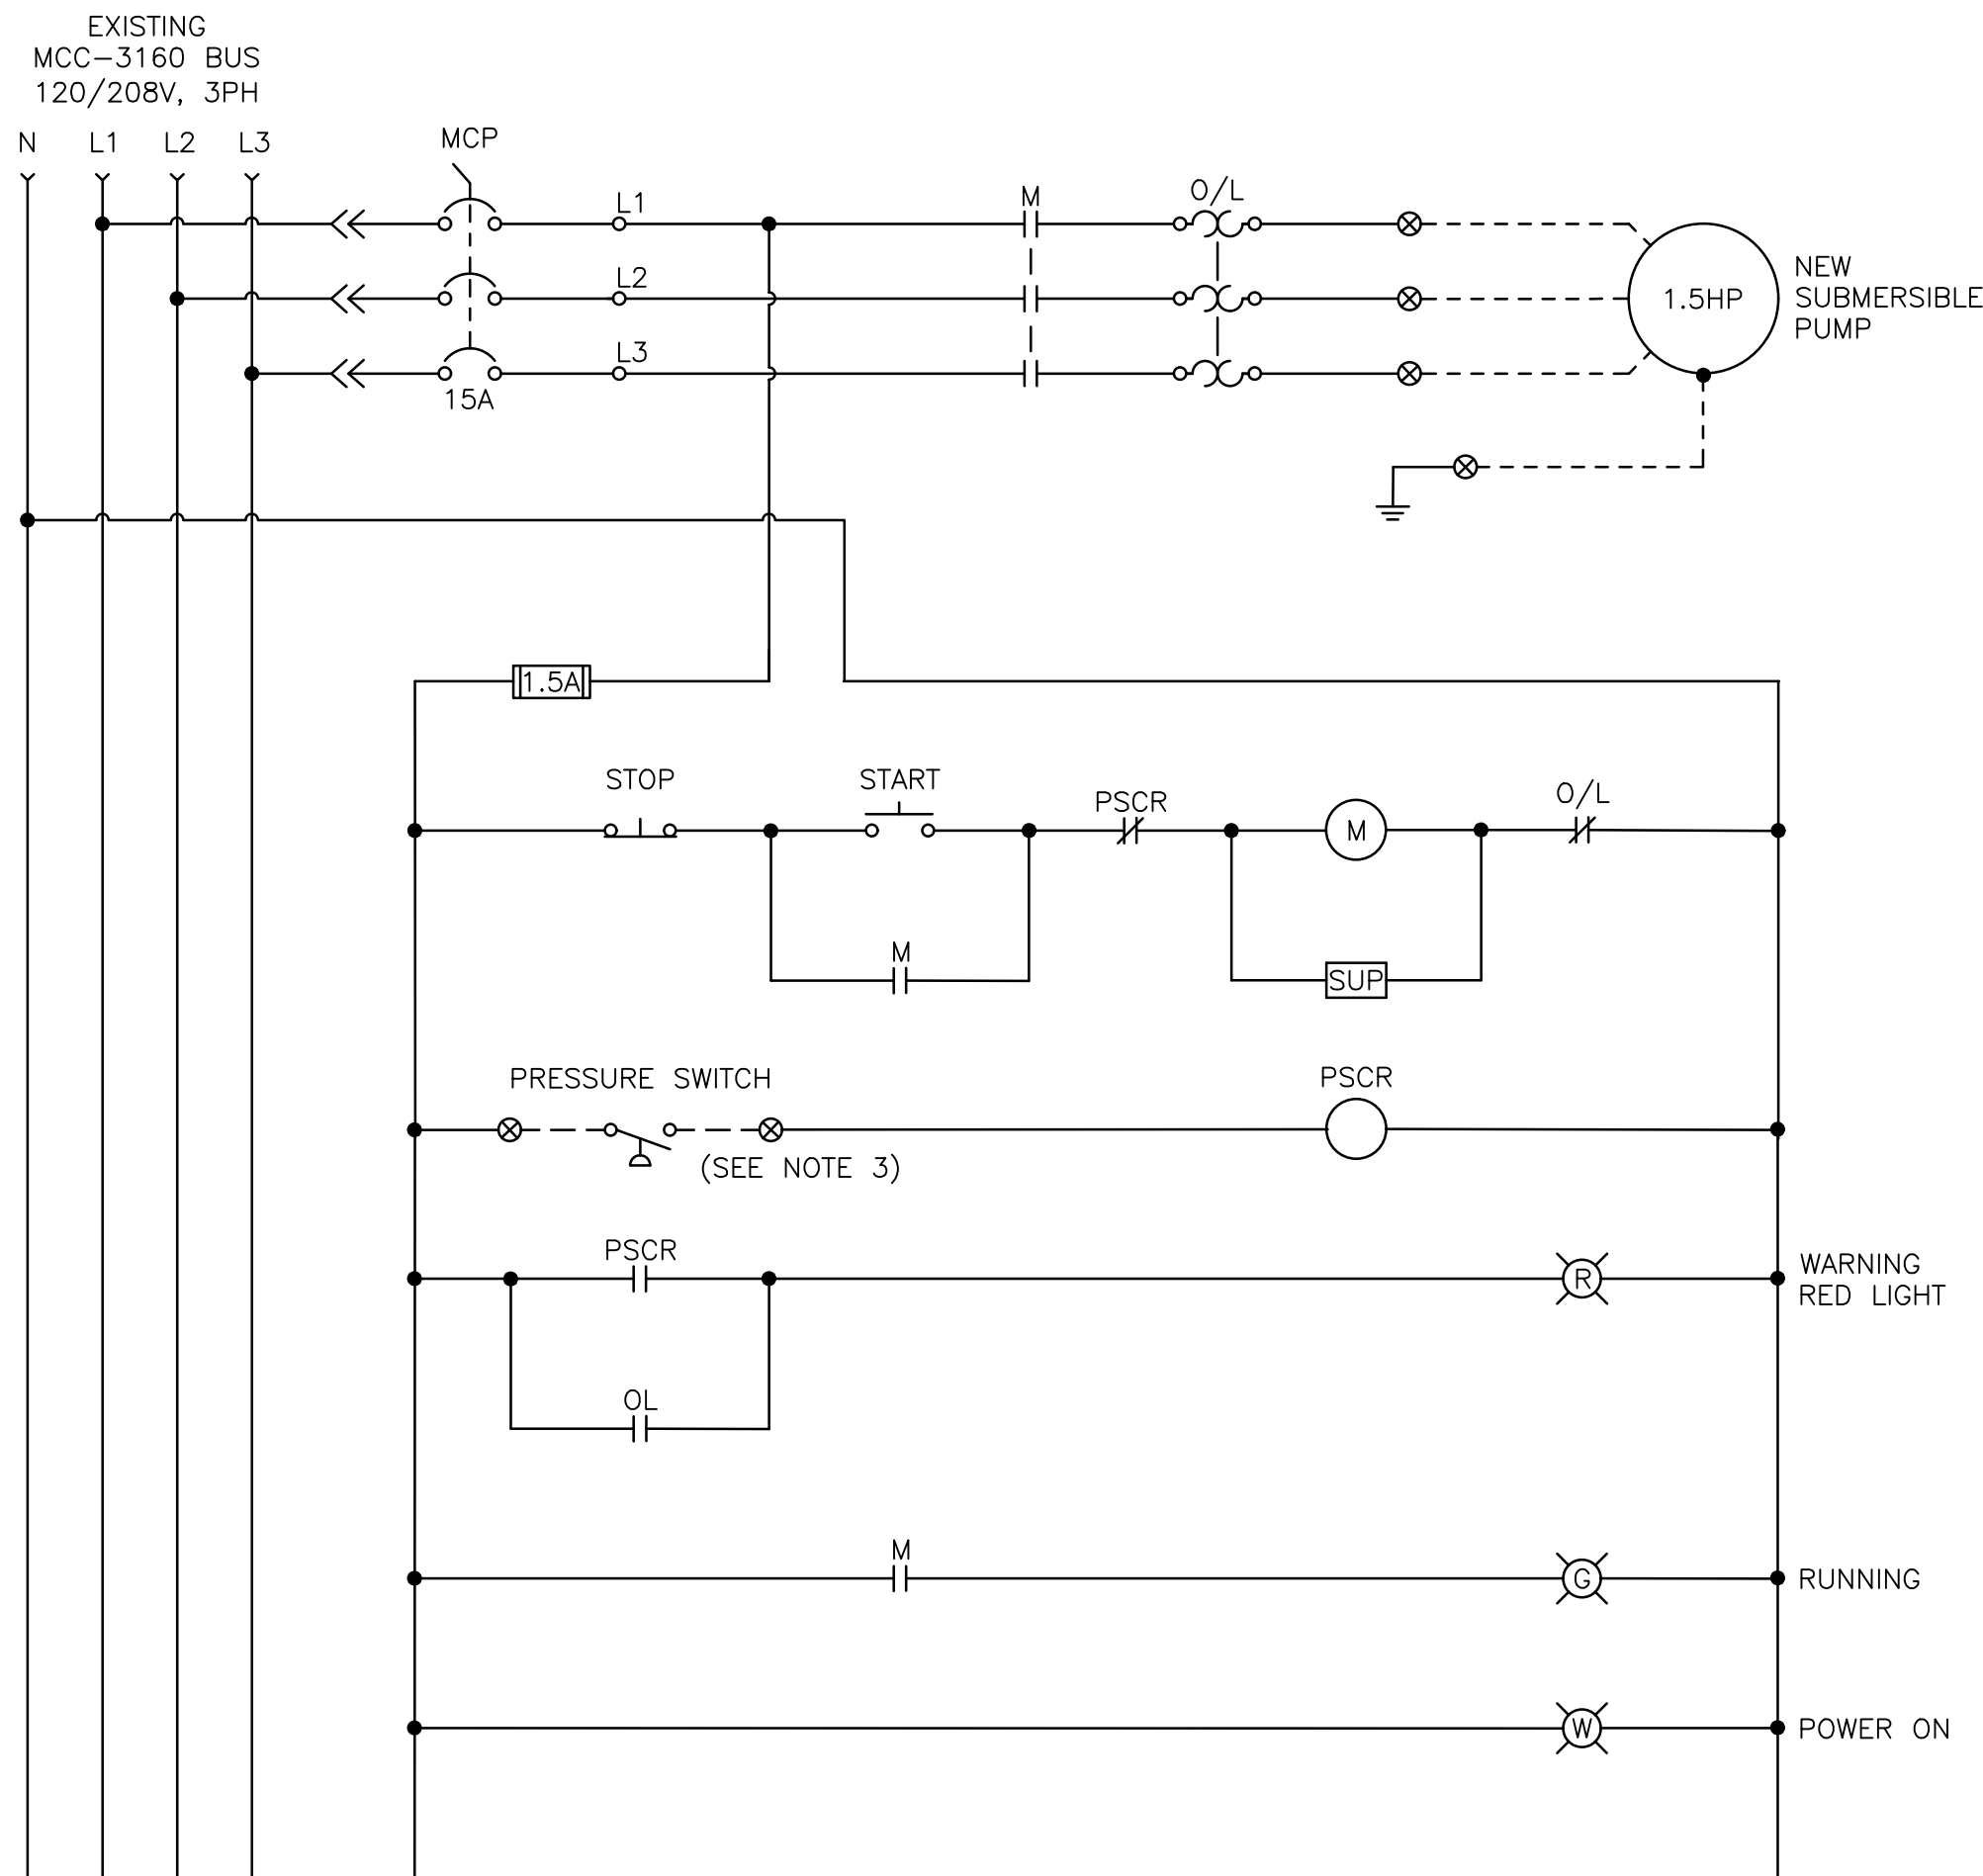 EXISTING
MCC-3160 BUS
120/208V, 3PH
N L1 L2 L3
MCP
L1
M
O/L
L2
L3
15A
1.5HP
NEW
SUBMERSIBLE
PUMP
1.5A
STOP
START
PSCR
M
O/L
M
SUP
PRESSURE SWITCH
PSCR
(SEE NOTE 3)
PSCR
R
WARNING
RED LIGHT
OL
M
G
RUNNING
W
POWER ON